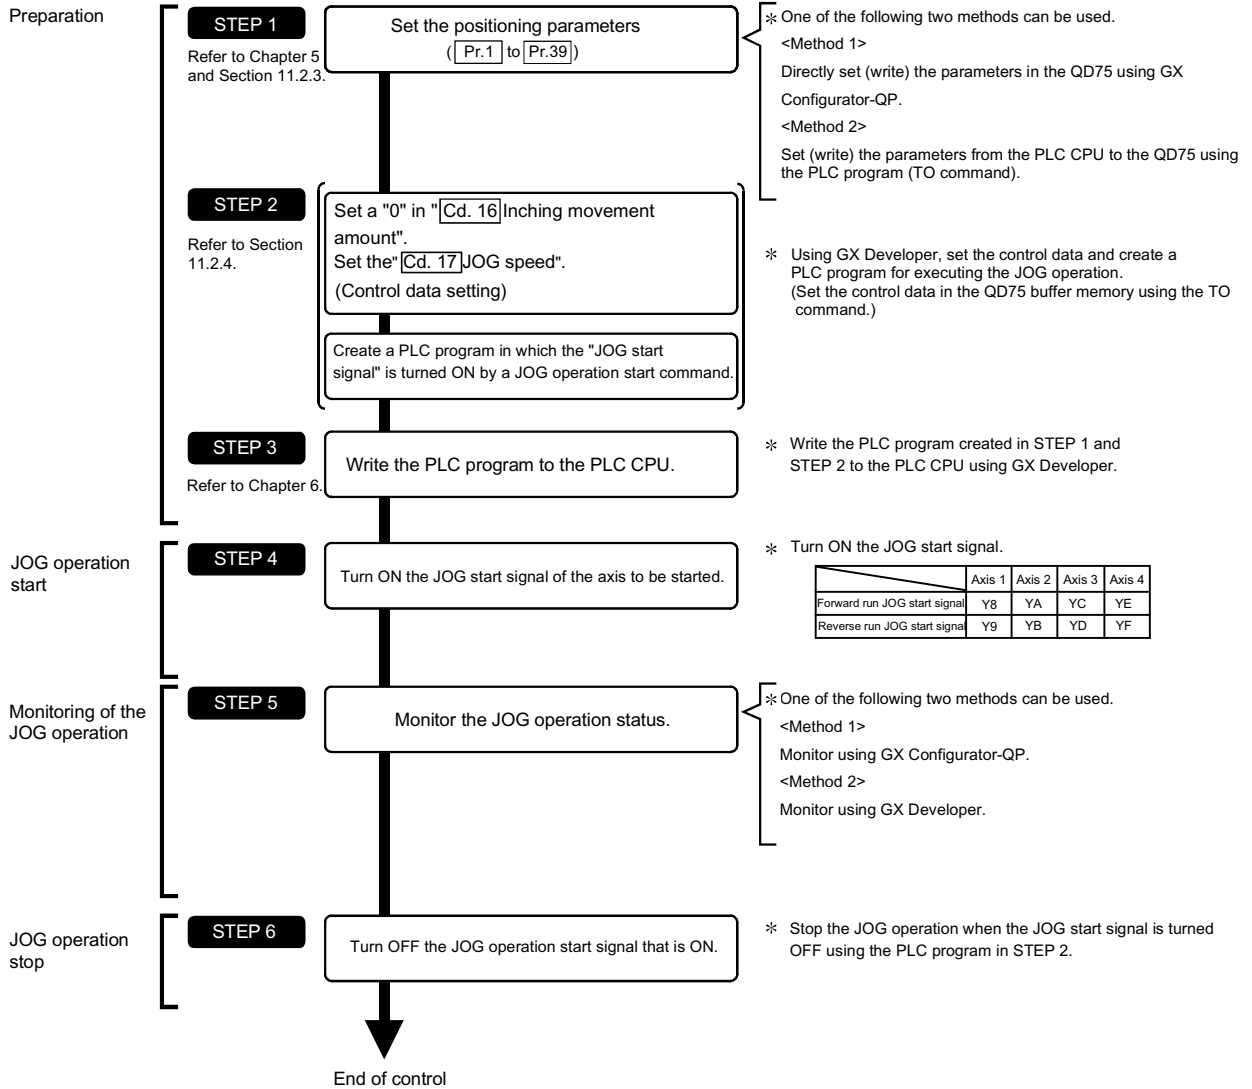 Preparation
STEP 1
Refer to Chapter 5
and Section 11.2.3.
Set the positioning parameters
( Pr.1 to Pr.39 )
* One of the following two methods can be used.
<Method 1>
Directly set (write) the parameters in the QD75 using GX
Configurator-QP.
<Method 2>
Set (write) the parameters from the PLC CPU to the QD75 using
the PLC program (TO command).
STEP 2
Refer to Section
11.2.4.
Set a "0" in " Cd. 16 Inching movement
amount".
Set the" Cd. 17 JOG speed".
(Control data setting)
Create a PLC program in which the "JOG start
signal" is turned ON by a JOG operation start command.
* Using GX Developer, set the control data and create a
PLC program for executing the JOG operation.
(Set the control data in the QD75 buffer memory using the TO
command.)
STEP 3
Refer to Chapter 6.
Write the PLC program to the PLC CPU.
* Write the PLC program created in STEP 1 and
STEP 2 to the PLC CPU using GX Developer.
JOG operation
start
STEP 4
Turn ON the JOG start signal of the axis to be started.
* Turn ON the JOG start signal.
Axis 1 Axis 2 Axis 3 Axis 4
Forward run JOG start signal Y8 YA YC YE
Reverse run JOG start signal Y9 YB YD YF
Monitoring of the
JOG operation
STEP 5
Monitor the JOG operation status.
* One of the following two methods can be used.
<Method 1>
Monitor using GX Configurator-QP.
<Method 2>
Monitor using GX Developer.
JOG operation
stop
STEP 6
Turn OFF the JOG operation start signal that is ON.
* Stop the JOG operation when the JOG start signal is turned
OFF using the PLC program in STEP 2.
End of control